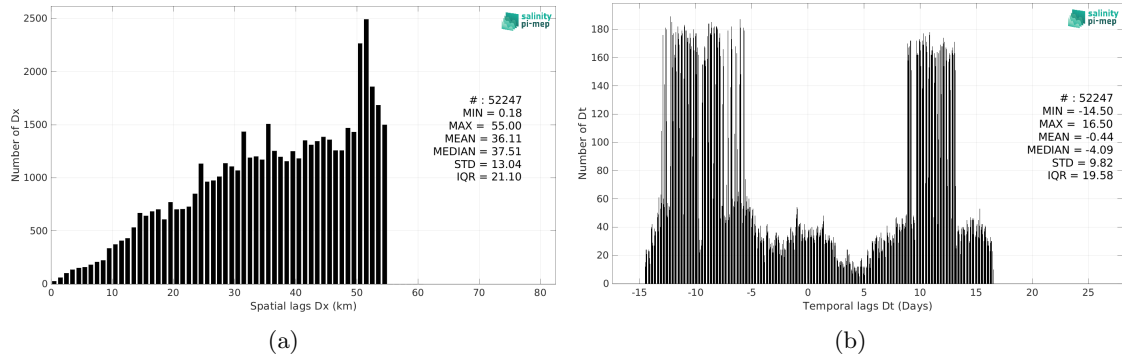 2500
2000
1500
1000
500
0
Number of Dx
0 10 20 30 40 50 60 70 80
Spatial lags Dx (km)
salinity
pi-mep
# : 52247
MIN = 0.18
MAX = 55.00
MEAN = 36.11
MEDIAN = 37.51
STD = 13.04
IQR = 21.10
(a)
180
160
140
120
100
80
60
40
20
0
Number of Dt
-15 -10 -5 0 5 10 15 20 25
Temporal lags Dt (Days)
salinity
pi-mep
# : 52247
MIN = -14.50
MAX = 16.50
MEAN = -0.44
MEDIAN = -4.09
STD = 9.82
IQR = 19.58
(b)